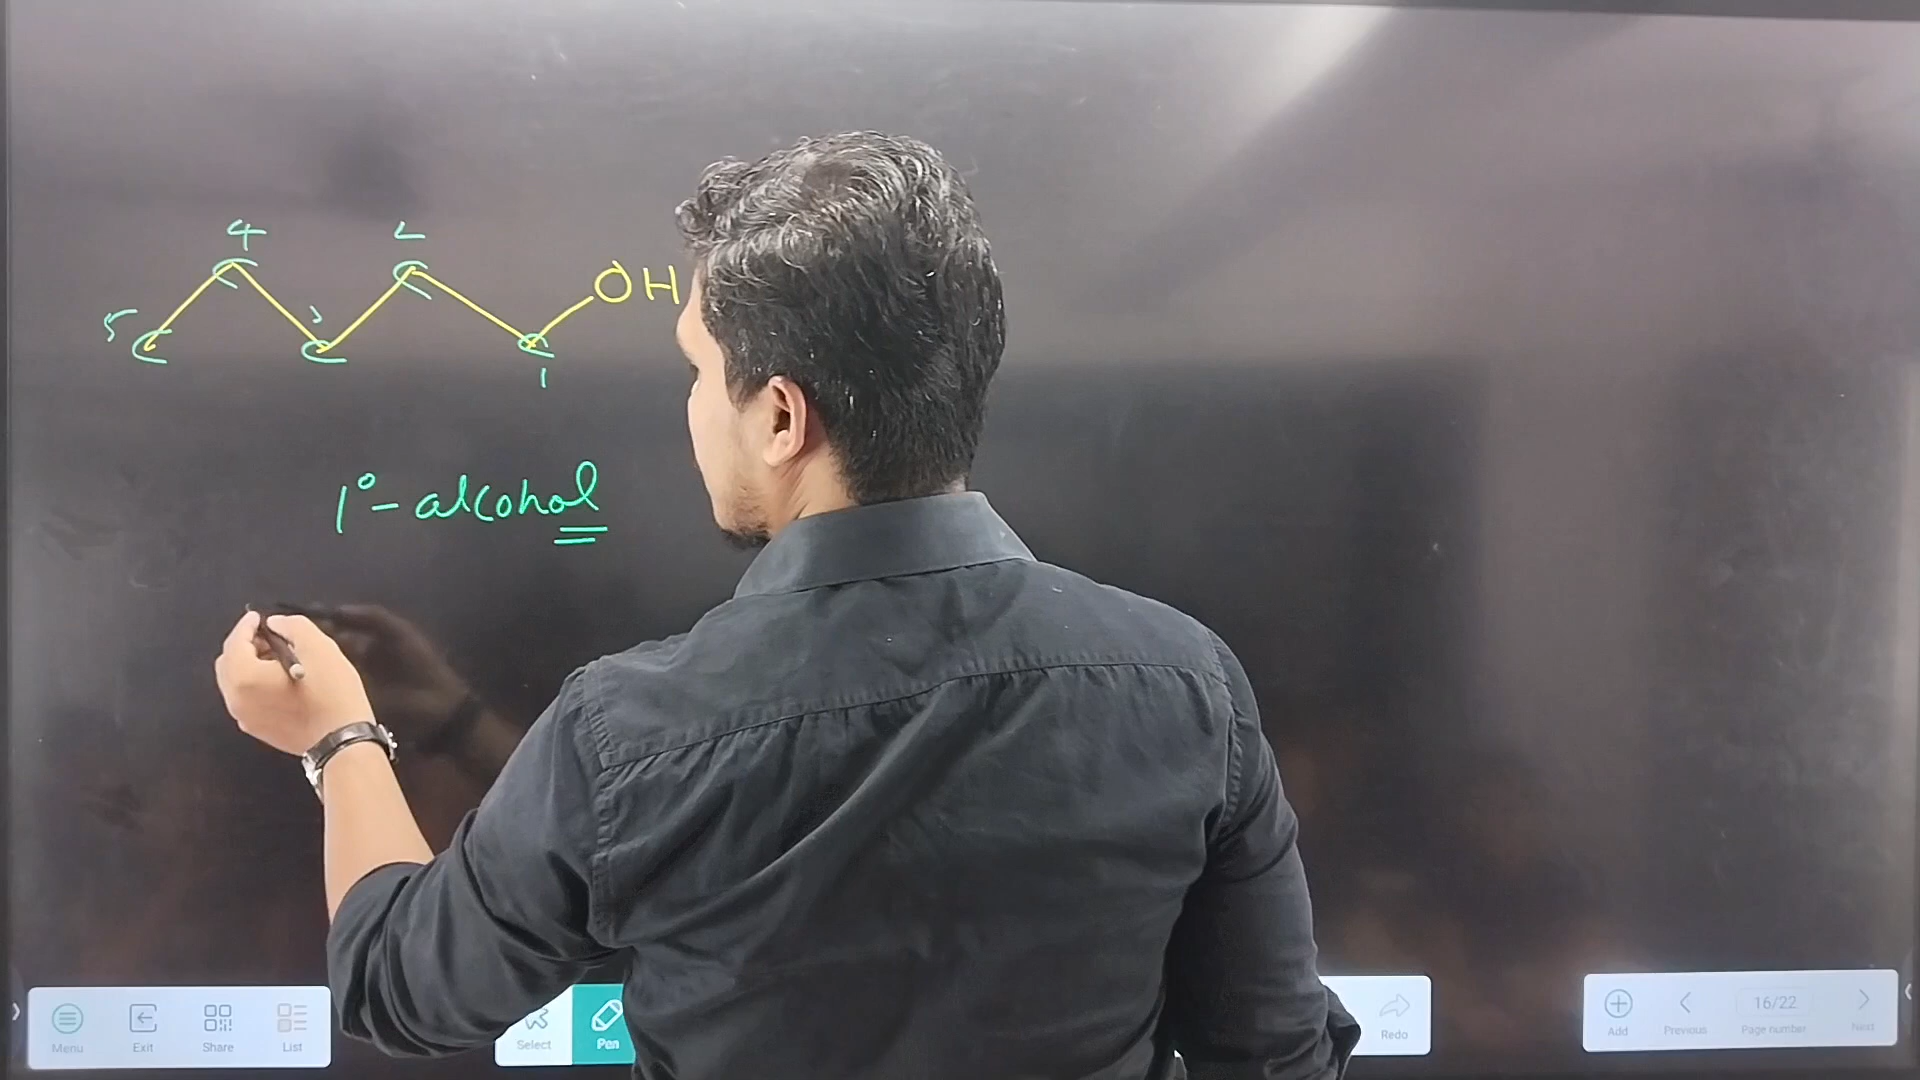 4 2
OH
5 C C C C C
3
1
1° - alcohol
Menu Exit Share List Select Pen Redo Add Previous 16/22 Page number Next